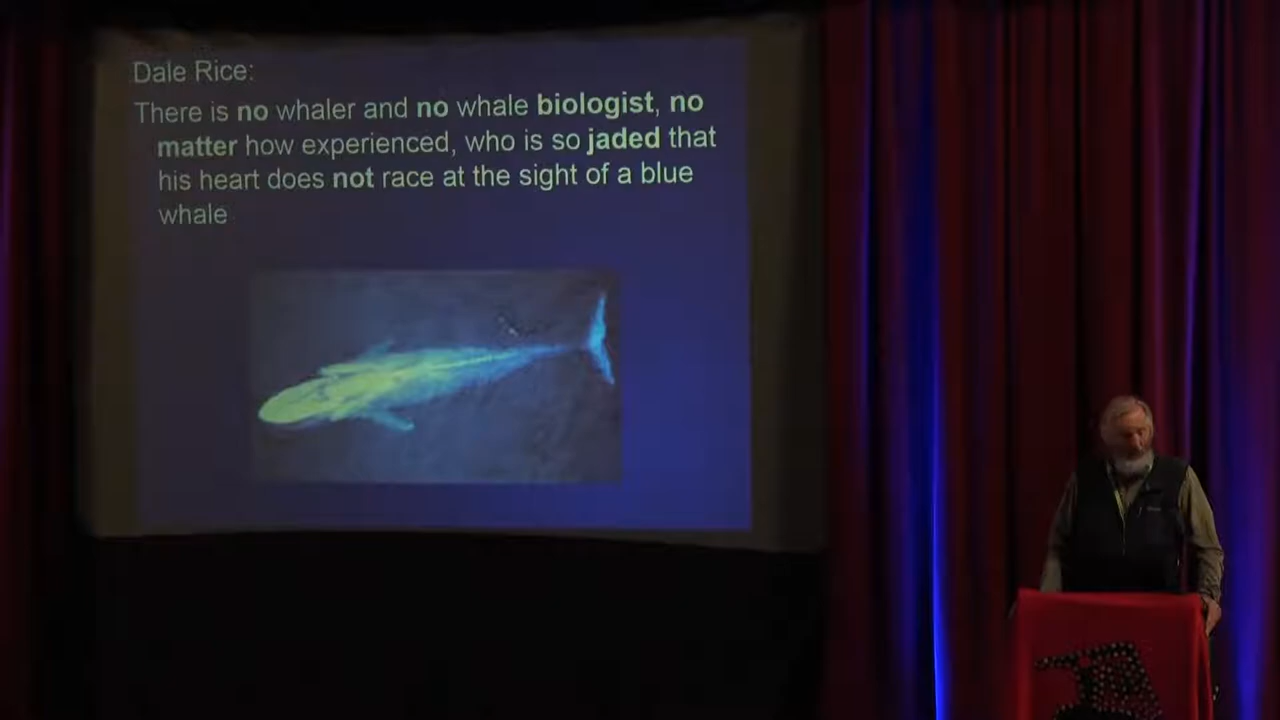 Dale Rice:
There is no whaler and no whale biologist, no
matter how experienced, who is so jaded that
his heart does not race at the sight of a blue
whale